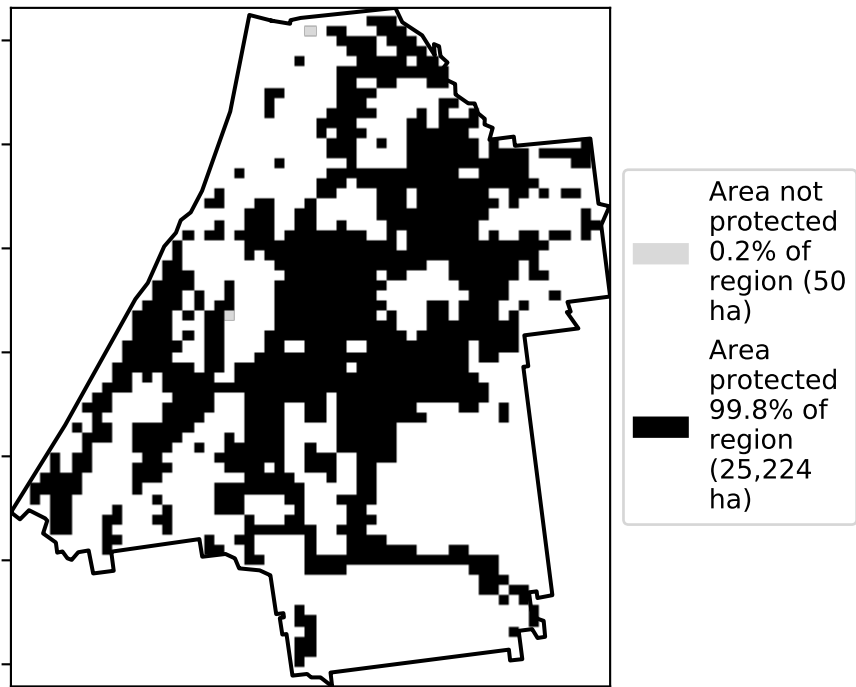 Area not
protected
0.2% of
region (50
ha)
Area
protected
99.8% of
region
(25,224
ha)